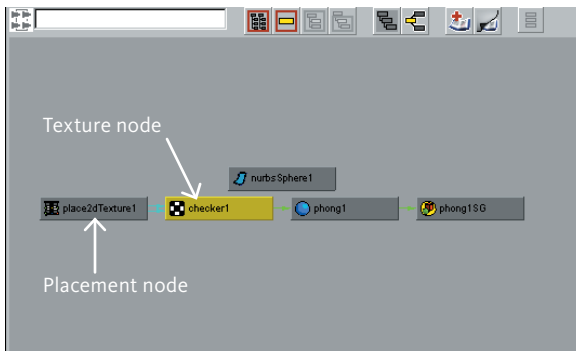 Texture node
nurbsSphere1
place2dTexture1
checker1
phong1
phong1SG
Placement node